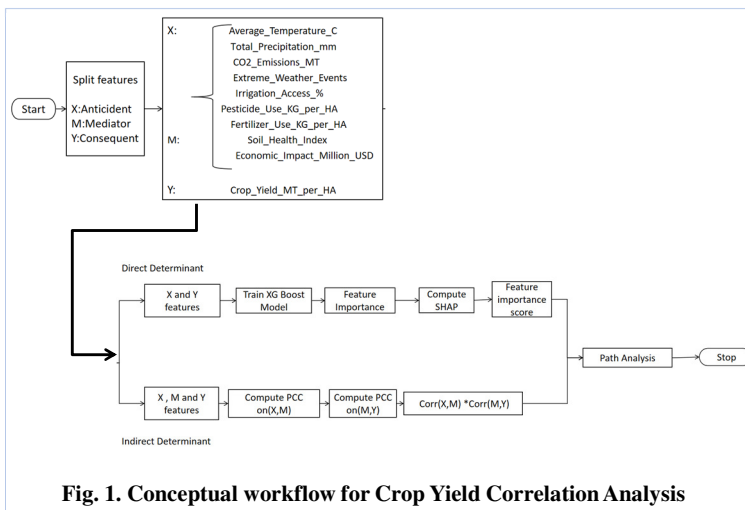 Start
Split features
X:Anticident
M:Mediator
Y:Consequent
X: Average_Temperature_C
Total_Precipitation_mm
CO2_Emissions_MT
Extreme_Weather_Events
Irrigation_Access_%
Pesticide_Use_KG_per_HA
Fertilizer_Use_KG_per_HA
M: Soil_Health_Index
Economic_Impact_Million_USD
Y: Crop_Yield_MT_per_HA
Direct Determinant
X and Y
features
Train XG Boost
Model
Feature
Importance
Compute
SHAP
Feature
importance
score
Path Analysis
Stop
X , M and Y
features
Compute PCC
on(X,M)
Compute PCC
on(M,Y)
Corr(X,M) *Corr(M,Y)
Indirect Determinant
Fig. 1. Conceptual workflow for Crop Yield Correlation Analysis